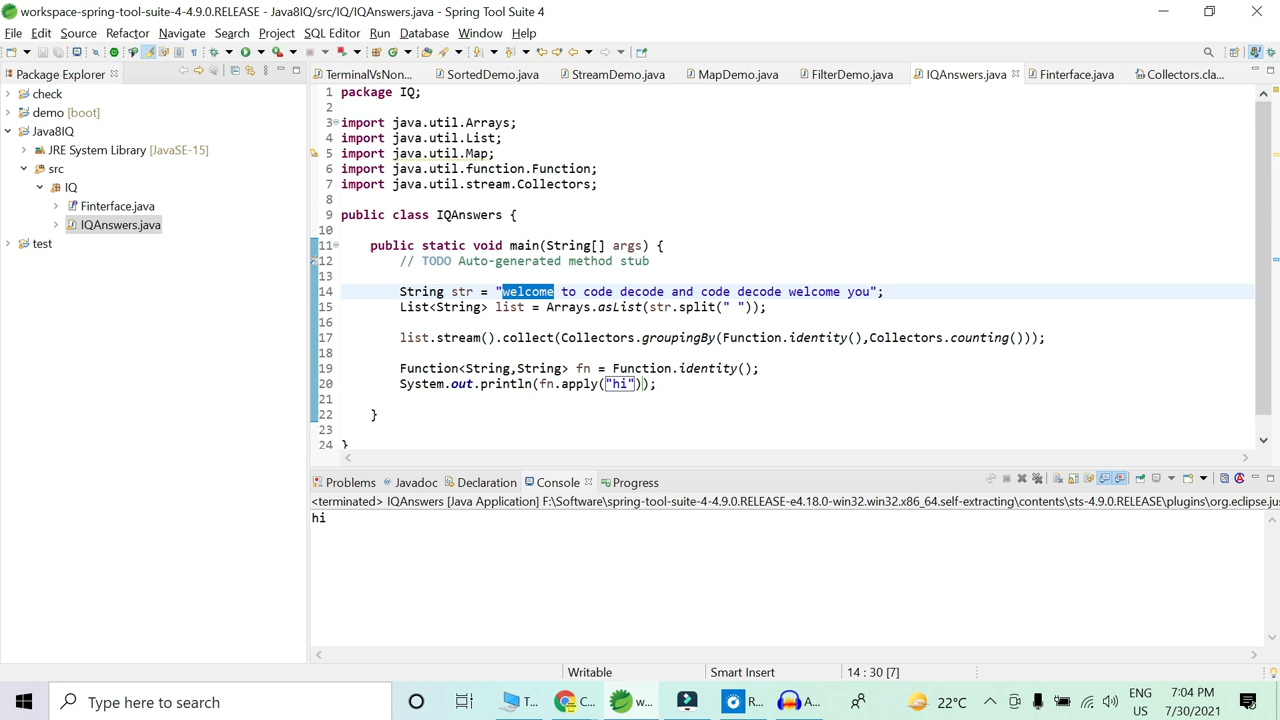 workspace-spring-tool-suite-4-4.9.0.RELEASE - Java8IQ/src/IQ/IQAnswers.java - Spring Tool Suite 4
File Edit Source Refactor Navigate Search Project SQL Editor Run Database Window Help
Package Explorer
check
demo [boot]
Java8IQ
JRE System Library [JavaSE-15]
src
IQ
Finterface.java
IQAnswers.java
test
TerminalVsNon... SortedDemo.java StreamDemo.java MapDemo.java FilterDemo.java IQAnswers.java Finterface.java Collectors.cla...
1 package IQ;
2
3 import java.util.Arrays;
4 import java.util.List;
5 import java.util.Map;
6 import java.util.function.Function;
7 import java.util.stream.Collectors;
8
9 public class IQAnswers {
10
11 public static void main(String[] args) {
12 // TODO Auto-generated method stub
13
14 String str = "welcome to code decode and code decode welcome you";
15 List<String> list = Arrays.asList(str.split(" "));
16
17 list.stream().collect(Collectors.groupingBy(Function.identity(),Collectors.counting()));
18
19 Function<String,String> fn = Function.identity();
20 System.out.println(fn.apply("hi"));
21
22 }
23
24 }
Problems Javadoc Declaration Console Progress
<terminated> IQAnswers [Java Application] F:\Software\spring-tool-suite-4-4.9.0.RELEASE-e4.18.0-win32.win32.x86_64.self-extracting\contents\sts-4.9.0.RELEASE\plugins\org.eclipse.jus
hi
Writable Smart Insert 14 : 30 [7]
Type here to search
T... C... w... R... A...
22°C
ENG
US
7:04 PM
7/30/2021